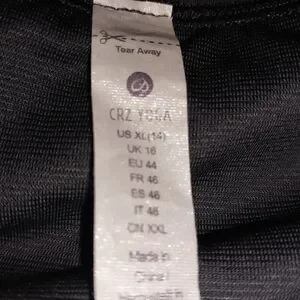 Tear Away
CRZ YOGA
US XL(14)
UK 16
EU 44
FR 46
ES 46
IT 48
CN XXL
Made in
China